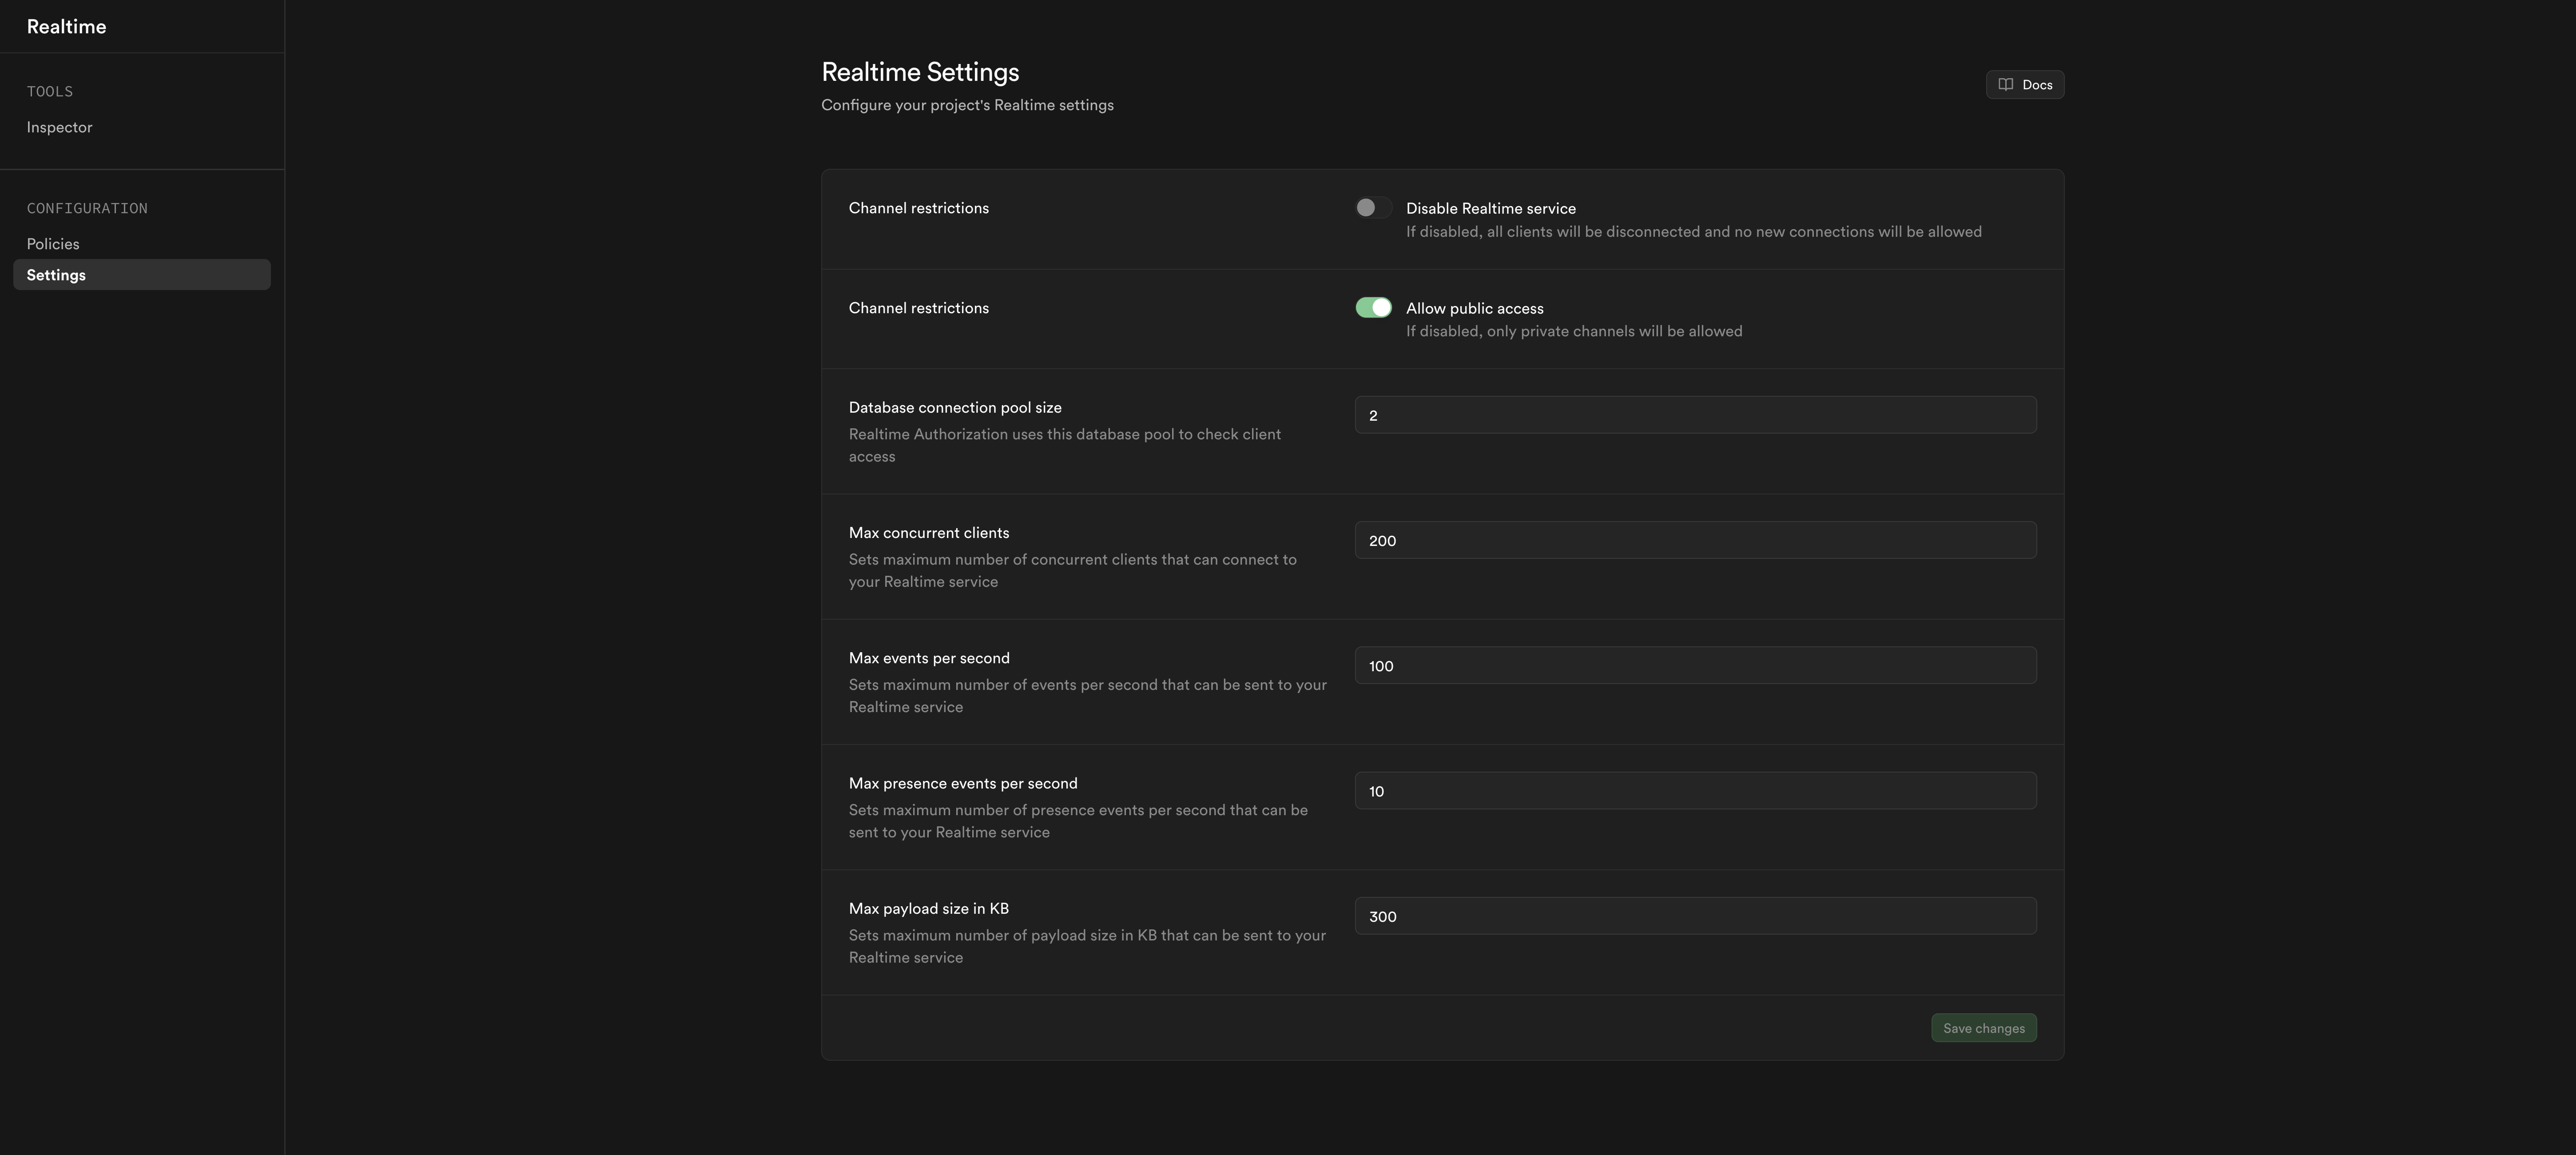 Realtime
TOOLS
Inspector
CONFIGURATION
Policies
Settings
Realtime Settings
Configure your project's Realtime settings
Docs
Channel restrictions
Disable Realtime service
If disabled, all clients will be disconnected and no new connections will be allowed
Channel restrictions
Allow public access
If disabled, only private channels will be allowed
Database connection pool size
Realtime Authorization uses this database pool to check client
access
2
Max concurrent clients
Sets maximum number of concurrent clients that can connect to
your Realtime service
200
Max events per second
Sets maximum number of events per second that can be sent to your
Realtime service
100
Max presence events per second
Sets maximum number of presence events per second that can be
sent to your Realtime service
10
Max payload size in KB
Sets maximum number of payload size in KB that can be sent to your
Realtime service
300
Save changes